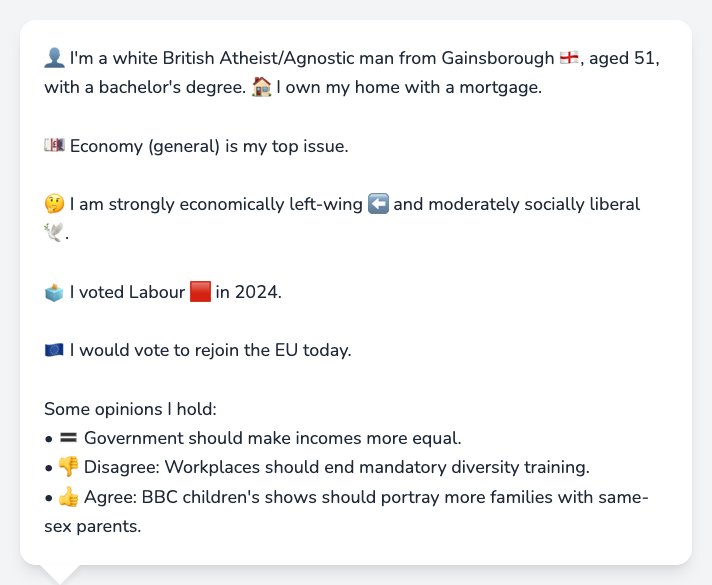 👤 I'm a white British Atheist/Agnostic man from Gainsborough 🏴󠁧󠁢󠁥󠁮󠁧󠁿, aged 51,
with a bachelor's degree. 🏠 I own my home with a mortgage.
💷 Economy (general) is my top issue.
🤔 I am strongly economically left-wing ⬅️ and moderately socially liberal
🕊️.
🗳️ I voted Labour 🟥 in 2024.
🇪🇺 I would vote to rejoin the EU today.
Some opinions I hold:
• 🟰 Government should make incomes more equal.
• 👎 Disagree: Workplaces should end mandatory diversity training.
• 👍 Agree: BBC children's shows should portray more families with same-
sex parents.